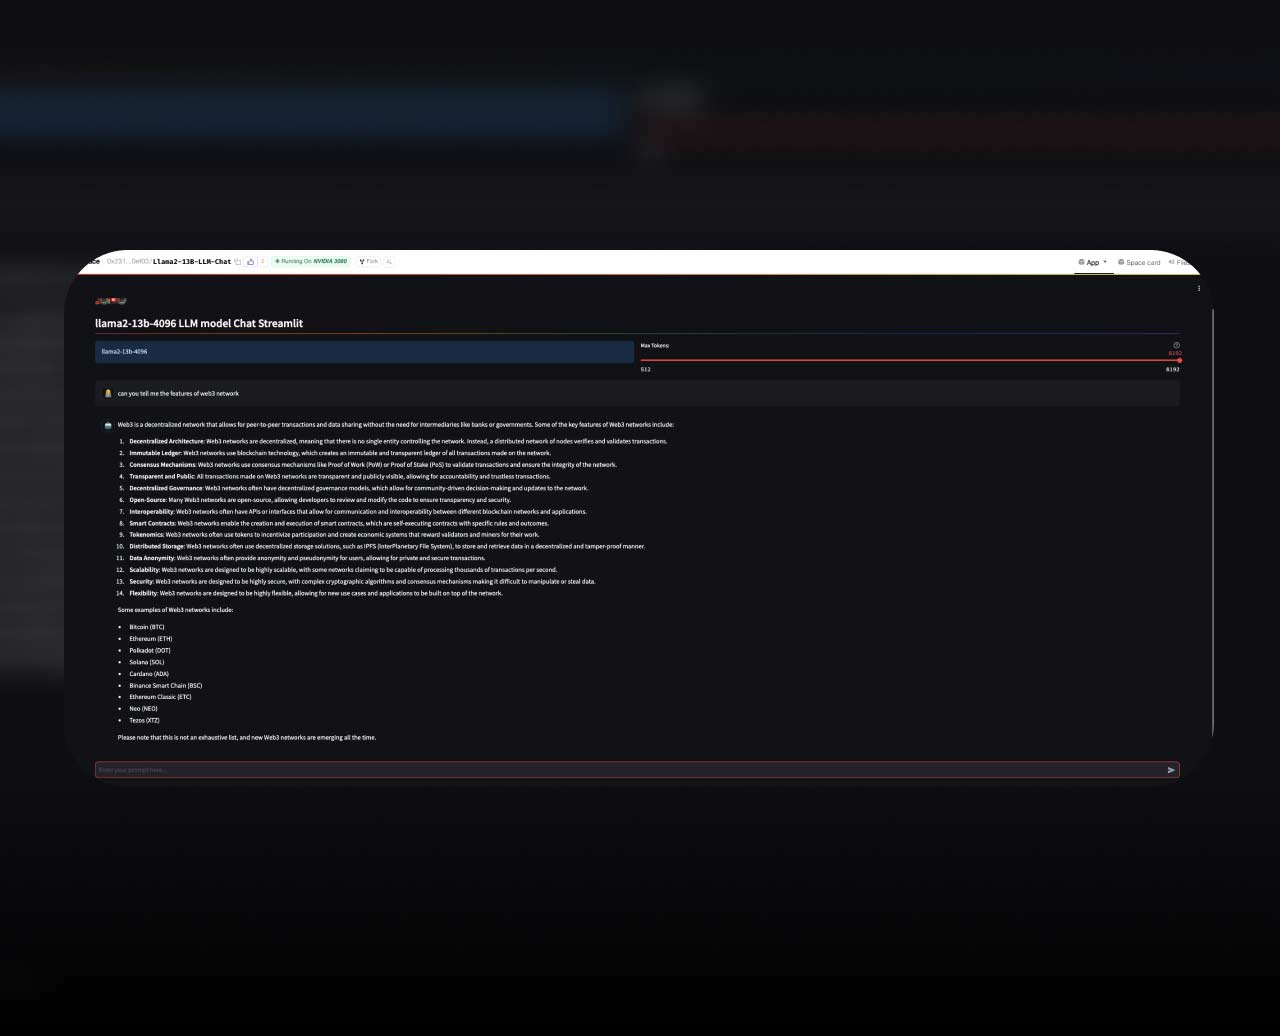 ace 0x231...0ef03/Llama2-13B-LLM-Chat 2 Running On NVIDIA 3080 Fork App Space card Files
llama2-13b-4096 LLM model Chat Streamlit
llama2-13b-4096
Max Tokens:
8192
512 8192
can you tell me the features of web3 network
Web3 is a decentralized network that allows for peer-to-peer transactions and data sharing without the need for intermediaries like banks or governments. Some of the key features of Web3 networks include:
1. Decentralized Architecture: Web3 networks are decentralized, meaning that there is no single entity controlling the network. Instead, a distributed network of nodes verifies and validates transactions.
2. Immutable Ledger: Web3 networks use blockchain technology, which creates an immutable and transparent ledger of all transactions made on the network.
3. Consensus Mechanisms: Web3 networks use consensus mechanisms like Proof of Work (PoW) or Proof of Stake (PoS) to validate transactions and ensure the integrity of the network.
4. Transparent and Public: All transactions made on Web3 networks are transparent and publicly visible, allowing for accountability and trustless transactions.
5. Decentralized Governance: Web3 networks often have decentralized governance models, which allow for community-driven decision-making and updates to the network.
6. Open-Source: Many Web3 networks are open-source, allowing developers to review and modify the code to ensure transparency and security.
7. Interoperability: Web3 networks often have APIs or interfaces that allow for communication and interoperability between different blockchain networks and applications.
8. Smart Contracts: Web3 networks enable the creation and execution of smart contracts, which are self-executing contracts with specific rules and outcomes.
9. Tokenomics: Web3 networks often use tokens to incentivize participation and create economic systems that reward validators and miners for their work.
10. Distributed Storage: Web3 networks often use decentralized storage solutions, such as IPFS (InterPlanetary File System), to store and retrieve data in a decentralized and tamper-proof manner.
11. Data Anonymity: Web3 networks often provide anonymity and pseudonymity for users, allowing for private and secure transactions.
12. Scalability: Web3 networks are designed to be highly scalable, with some networks claiming to be capable of processing thousands of transactions per second.
13. Security: Web3 networks are designed to be highly secure, with complex cryptographic algorithms and consensus mechanisms making it difficult to manipulate or steal data.
14. Flexibility: Web3 networks are designed to be highly flexible, allowing for new use cases and applications to be built on top of the network.
Some examples of Web3 networks include:
• Bitcoin (BTC)
• Ethereum (ETH)
• Polkadot (DOT)
• Solana (SOL)
• Cardano (ADA)
• Binance Smart Chain (BSC)
• Ethereum Classic (ETC)
• Neo (NEO)
• Tezos (XTZ)
Please note that this is not an exhaustive list, and new Web3 networks are emerging all the time.
Enter your prompt here...